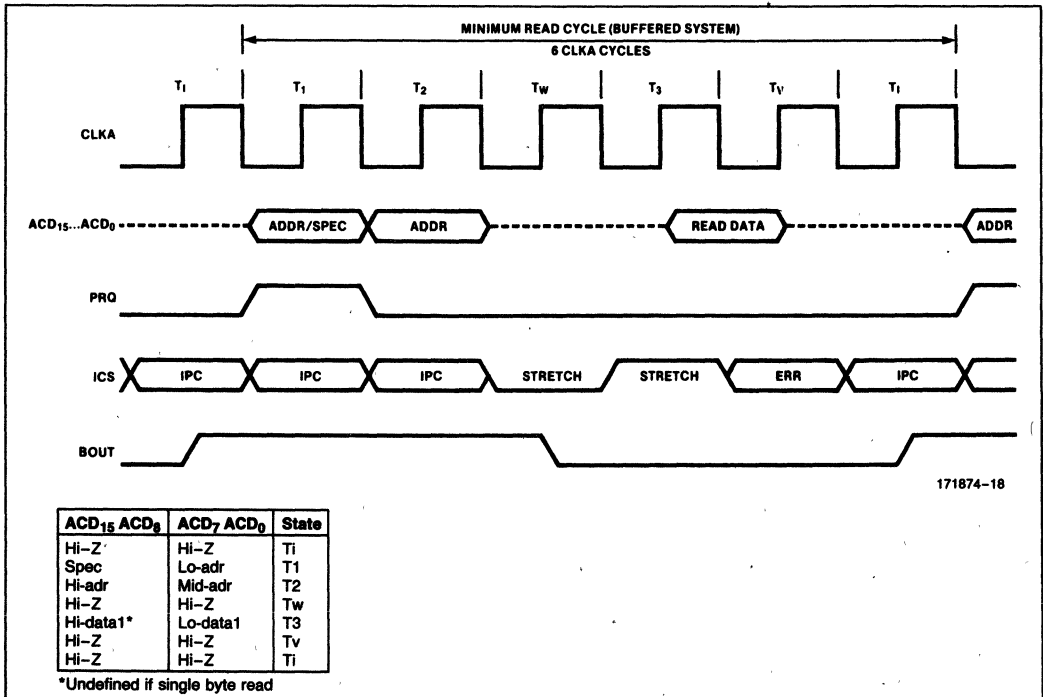 MINIMUM READ CYCLE (BUFFERED SYSTEM)
6 CLKA CYCLES
TI T1 T2 TW T3 TV TI
CLKA
ACD15...ACD0 ADDR/SPEC ADDR READ DATA ADDR
PRQ
ICS IPC IPC IPC STRETCH STRETCH ERR IPC
BOUT
171874–18
ACD15 ACD8 ACD7 ACD0 State
Hi–Z Hi–Z Ti
Spec Lo-adr T1
Hi-adr Mid-adr T2
Hi–Z Hi–Z Tw
Hi-data1* Lo-data1 T3
Hi–Z Hi–Z Tv
Hi–Z Hi–Z Ti
*Undefined if single byte read